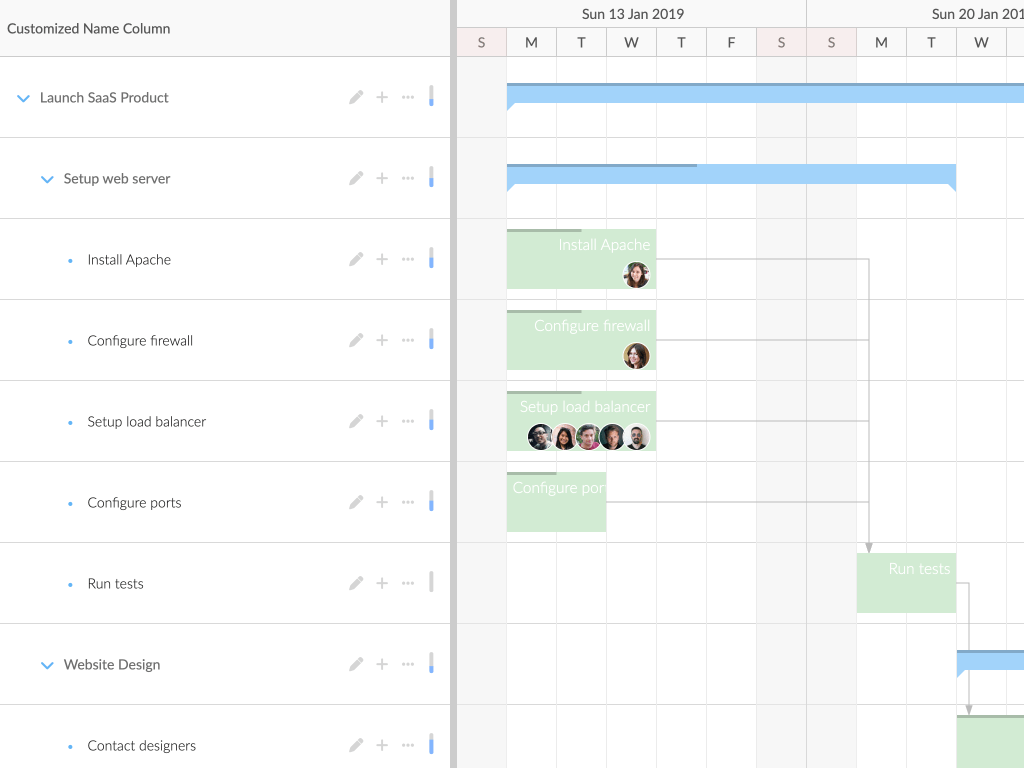 Customized Name Column
Sun 13 Jan 2019
Sun 20 Jan 201
S M T W T F S S M T W
Launch SaaS Product
Setup web server
Install Apache
Install Apache
Configure firewall
Configure firewall
Setup load balancer
Setup load balancer
Configure ports
Configure por
Run tests
Run tests
Website Design
Contact designers